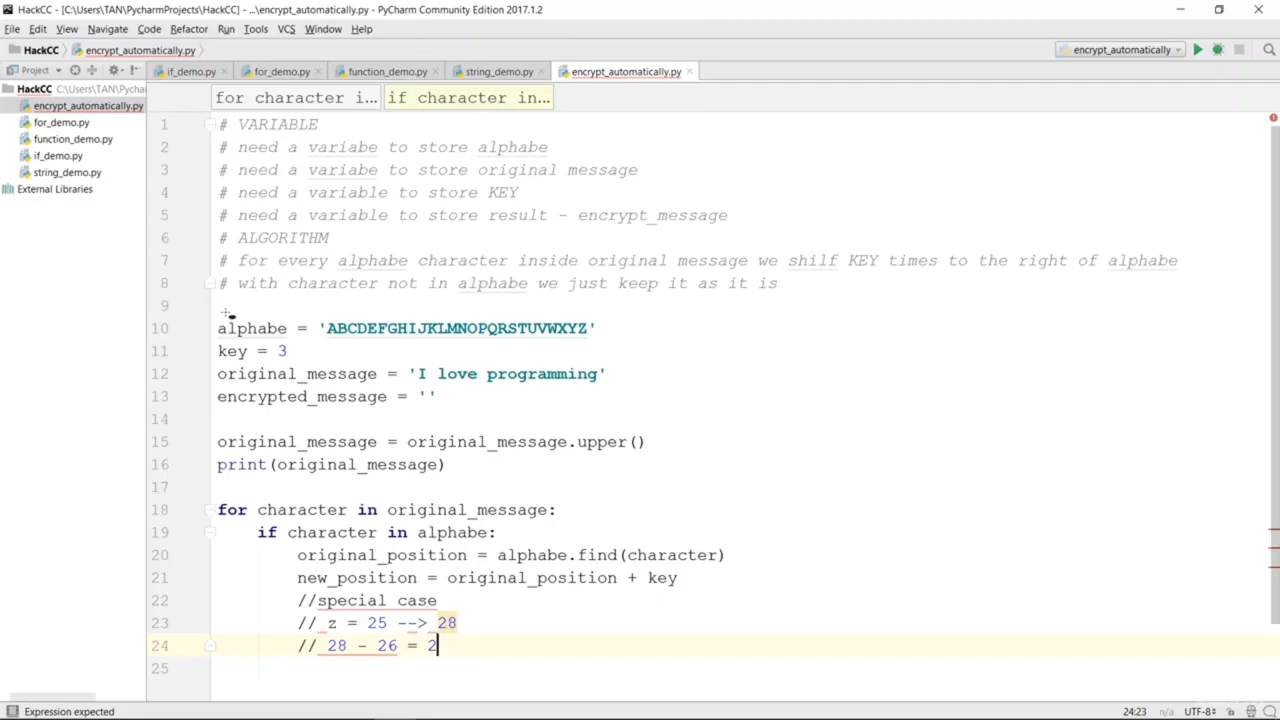 HackCC - [C:\Users\TAN\PycharmProjects\HackCC] - ...\encrypt_automatically.py - PyCharm Community Edition 2017.1.2
File Edit View Navigate Code Refactor Run Tools VCS Window Help
HackCC encrypt_automatically.py encrypt_automatically
Project if_demo.py for_demo.py function_demo.py string_demo.py encrypt_automatically.py
HackCC C:\Users\TAN\Pychar
encrypt_automatically.py
for_demo.py
function_demo.py
if_demo.py
string_demo.py
External Libraries
for character i... if character in...
1 # VARIABLE
2 # need a variabe to store alphabe
3 # need a variabe to store original message
4 # need a variable to store KEY
5 # need a variable to store result - encrypt_message
6 # ALGORITHM
7 # for every alphabe character inside original message we shilf KEY times to the right of alphabe
8 # with character not in alphabe we just keep it as it is
9
10 alphabe = 'ABCDEFGHIJKLMNOPQRSTUVWXYZ'
11 key = 3
12 original_message = 'I love programming'
13 encrypted_message = ''
14
15 original_message = original_message.upper()
16 print(original_message)
17
18 for character in original_message:
19 if character in alphabe:
20 original_position = alphabe.find(character)
21 new_position = original_position + key
22 //special case
23 // z = 25 --> 28
24 // 28 - 26 = 2
25
Expression expected 24:23 n/a UTF-8